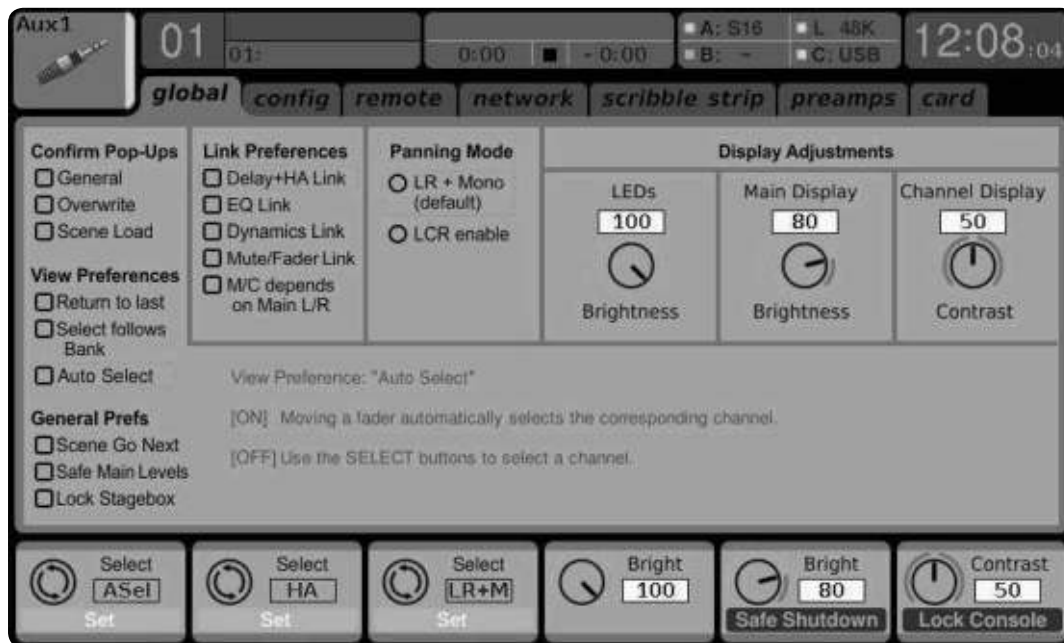 Aux1
01
01:
0:00
- 0:00
A: S16
L 48K
B: -
C: USB
12:08:04
global
config
remote
network
scribble strip
preamps
card
Confirm Pop-Ups
General
Overwrite
Scene Load
View Preferences
Return to last
Select follows
Bank
Auto Select
General Prefs
Scene Go Next
Safe Main Levels
Lock Stagebox
Link Preferences
Delay+HA Link
EQ Link
Dynamics Link
Mute/Fader Link
M/C depends
on Main L/R
Panning Mode
LR + Mono
(default)
LCR enable
Display Adjustments
LEDs
100
Brightness
Main Display
80
Brightness
Channel Display
50
Contrast
View Preference: "Auto Select"
[ON] Moving a fader automatically selects the corresponding channel.
[OFF] Use the SELECT buttons to select a channel.
Select
ASel
Set
Select
HA
Set
Select
LR+M
Set
Bright
100
Bright
80
Safe Shutdown
Contrast
50
Lock Console